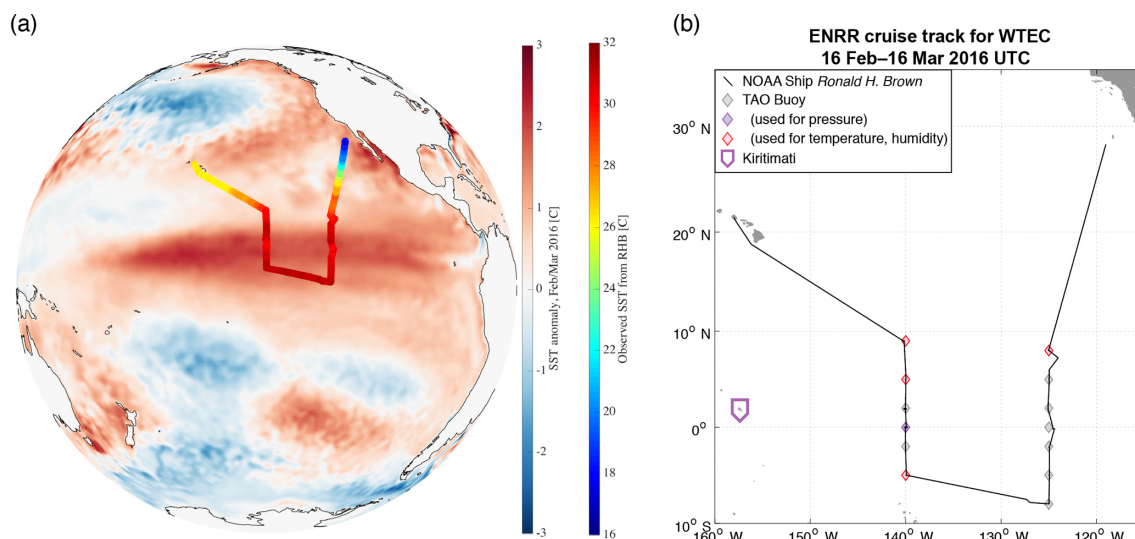 (a)
3
2
1
0
-1
-2
-3
SST anomaly, Feb/Mar 2016 [C]
32
30
28
26
24
22
20
18
16
Observed SST from RHB [C]
(b)
ENRR cruise track for WTEC
16 Feb–16 Mar 2016 UTC
NOAA Ship Ronald H. Brown
TAO Buoy
(used for pressure)
(used for temperature, humidity)
Kiritimati
30° N
20° N
10° N
0°
10° S
160° W
150° W
140° W
130° W
120° W